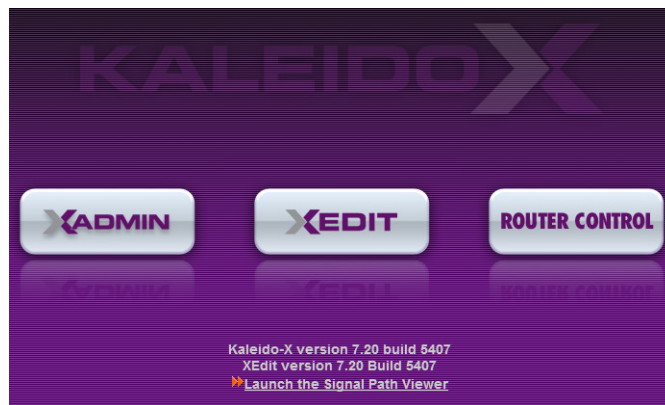 KALEIDOX
XADMIN
XEDIT
ROUTER CONTROL
Kaleido-X version 7.20 build 5407
XEdit version 7.20 Build 5407
Launch the Signal Path Viewer